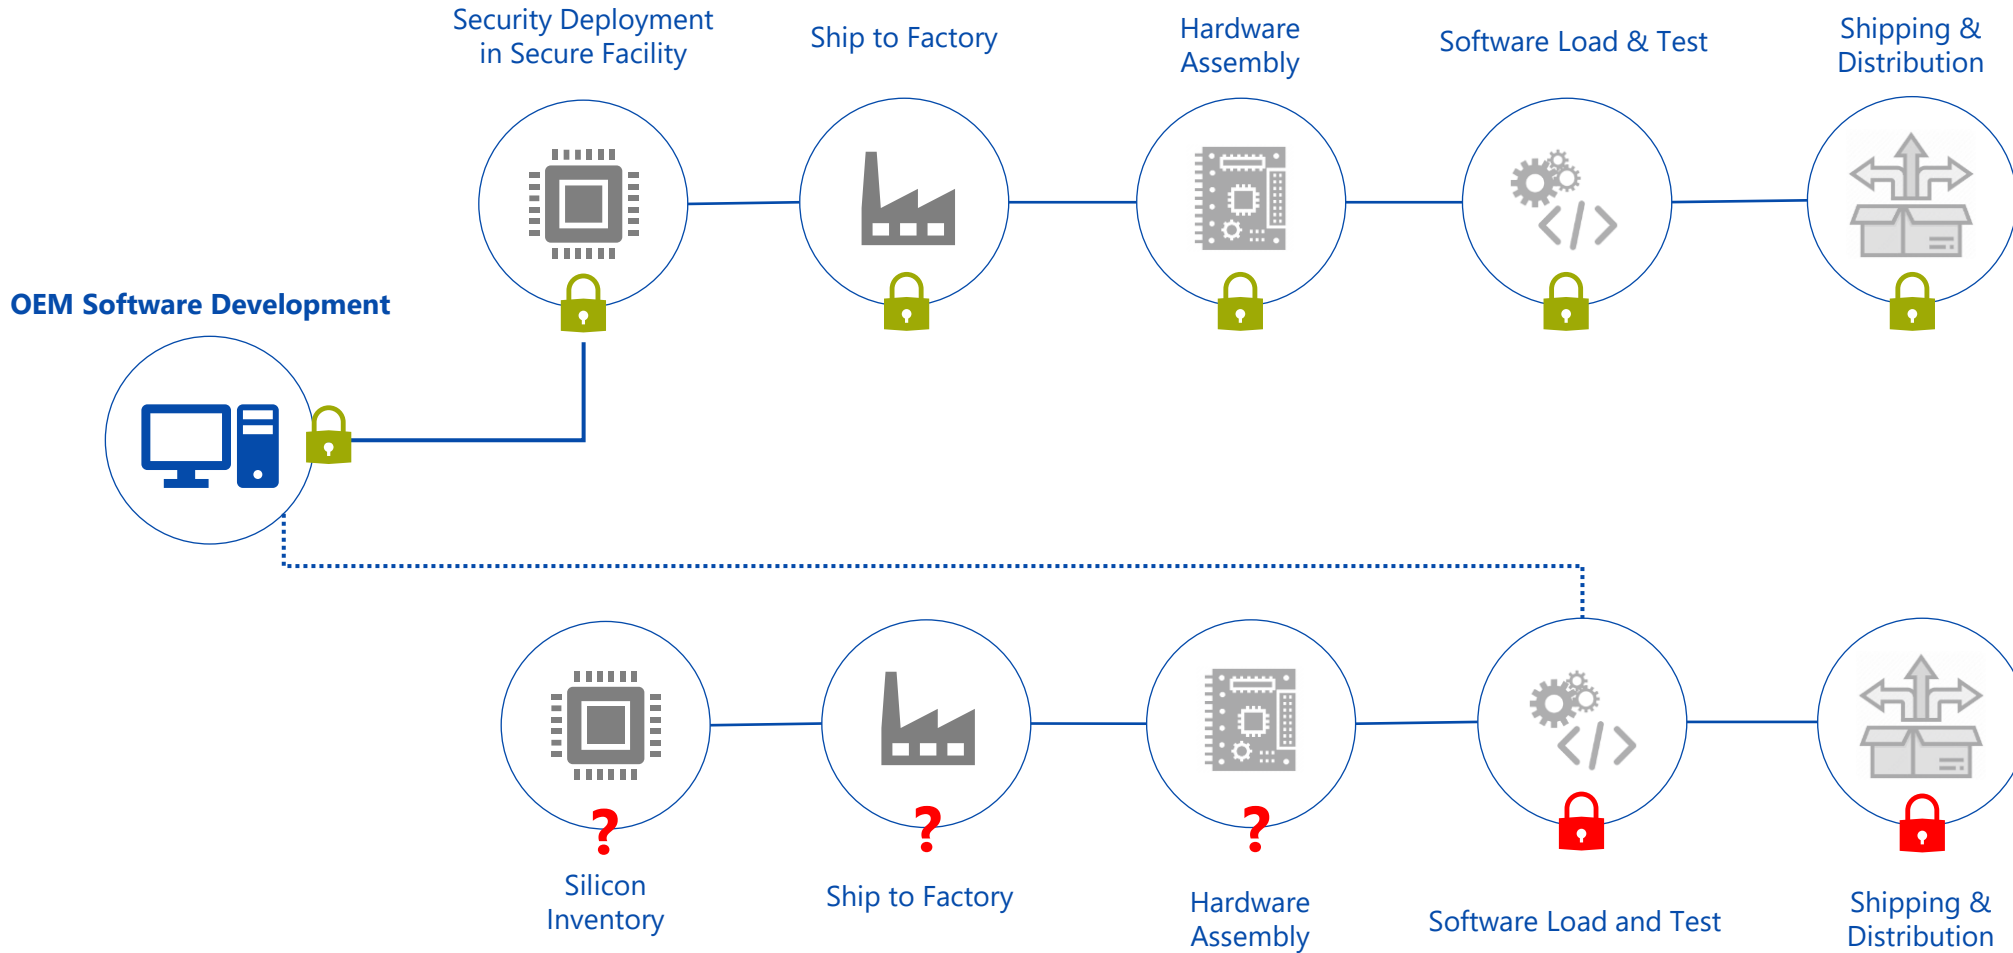 Security Deployment
in Secure Facility
Ship to Factory
Hardware
Assembly
Software Load & Test
Shipping &
Distribution
OEM Software Development
</>
?
?
?
</>
Silicon
Inventory
Ship to Factory
Hardware
Assembly
Software Load and Test
Shipping &
Distribution